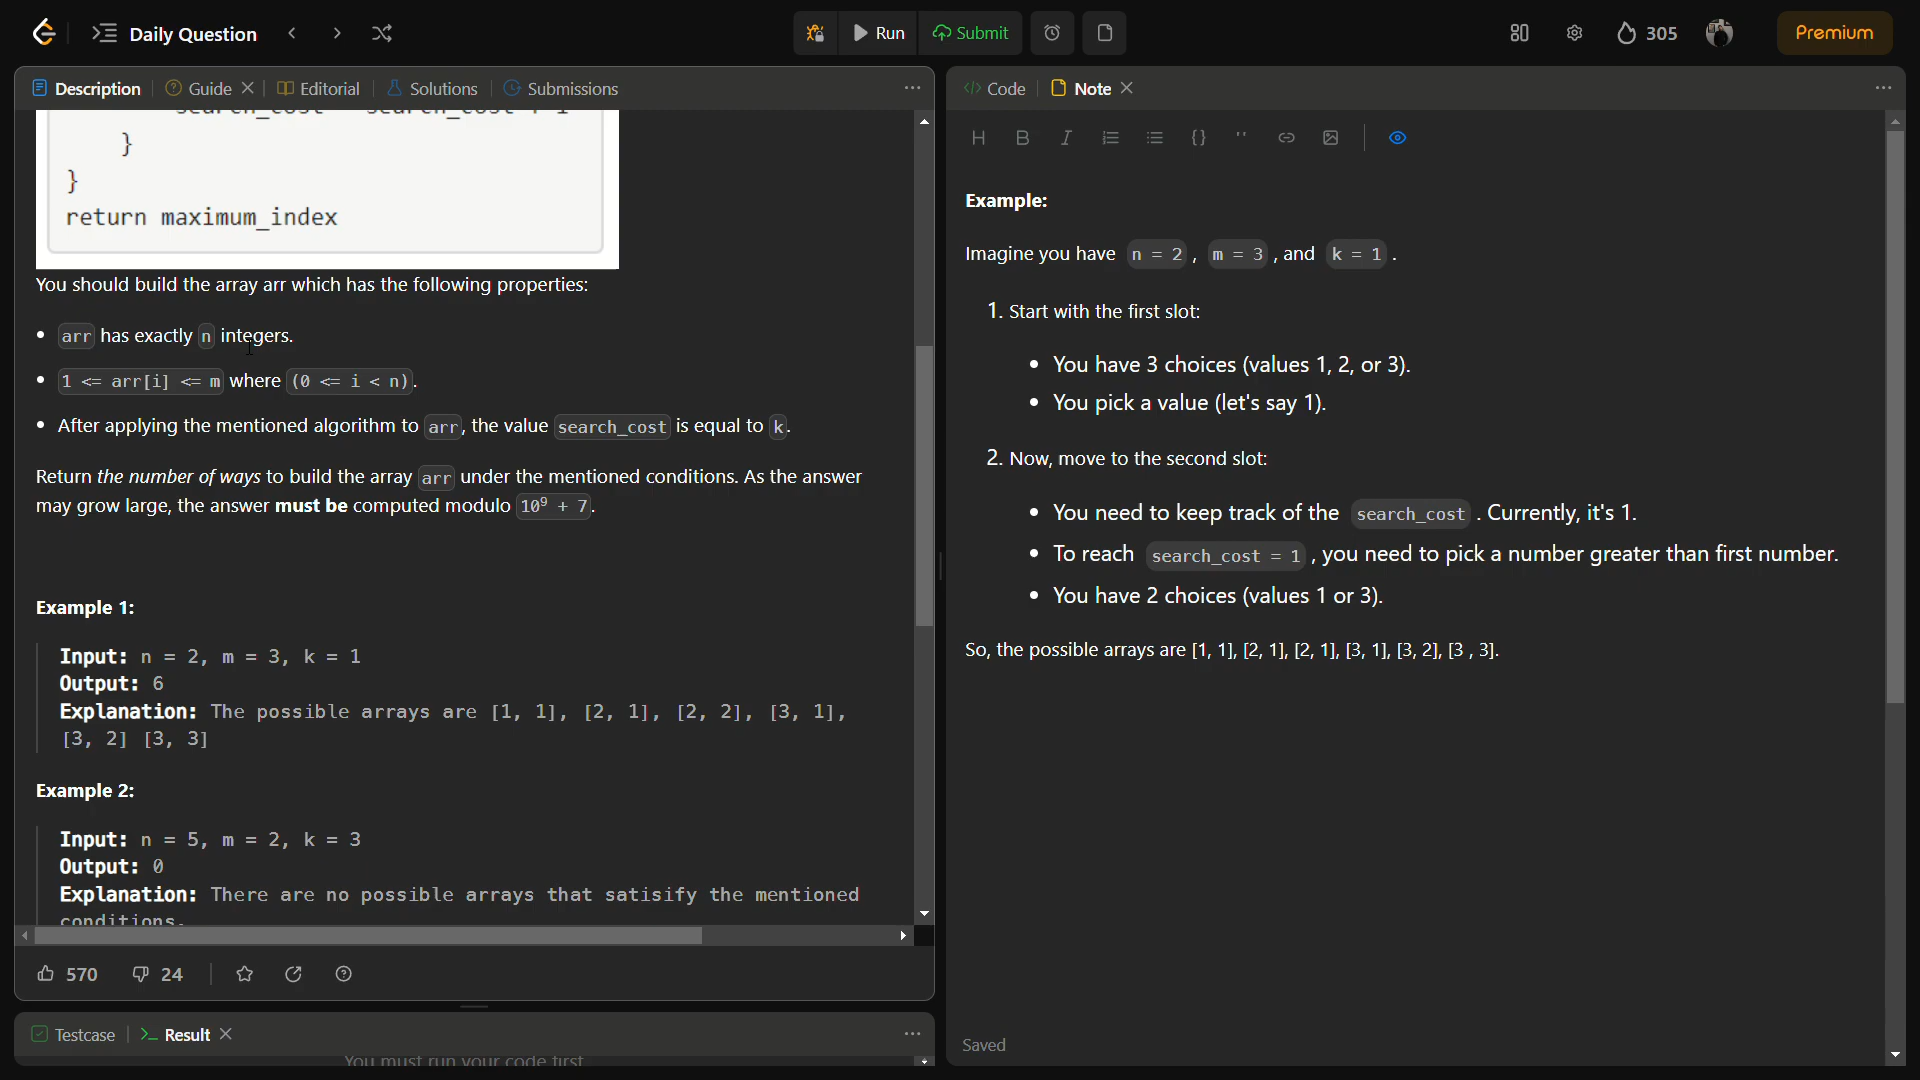 Daily Question
Run
Submit
305
Premium
Description
Guide
Editorial
Solutions
Submissions
}
}
return maximum_index
You should build the array arr which has the following properties:
• arr has exactly n integers.
• 1 <= arr[i] <= m where (0 <= i < n).
• After applying the mentioned algorithm to arr, the value search_cost is equal to k.
Return the number of ways to build the array arr under the mentioned conditions. As the answer
may grow large, the answer must be computed modulo 10⁹ + 7.
Example 1:
Input: n = 2, m = 3, k = 1
Output: 6
Explanation: The possible arrays are [1, 1], [2, 1], [2, 2], [3, 1],
[3, 2] [3, 3]
Example 2:
Input: n = 5, m = 2, k = 3
Output: 0
Explanation: There are no possible arrays that satisify the mentioned
conditions.
570
24
Testcase
Result
You must run your code first
Code
Note
H B I {} "
Example:
Imagine you have n = 2 , m = 3 , and k = 1 .
1. Start with the first slot:
• You have 3 choices (values 1, 2, or 3).
• You pick a value (let's say 1).
2. Now, move to the second slot:
• You need to keep track of the search_cost . Currently, it's 1.
• To reach search_cost = 1 , you need to pick a number greater than first number.
• You have 2 choices (values 1 or 3).
So, the possible arrays are [1, 1], [2, 1], [2, 1], [3, 1], [3, 2], [3 , 3].
Saved